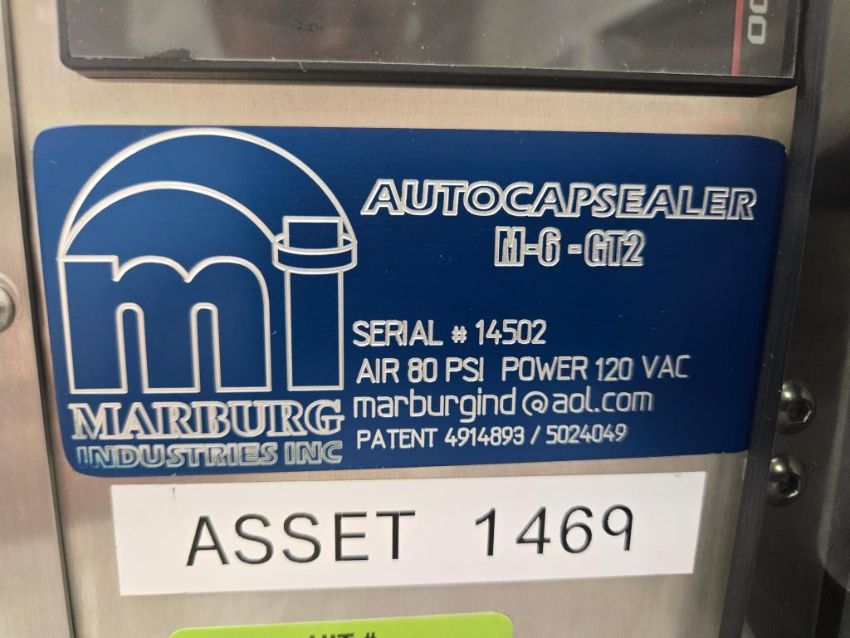 00
AUTOCAPSEALER
M-6-GT2
mi
SERIAL # 14502
AIR 80 PSI POWER 120 VAC
marburgind@aol.com
PATENT 4914893 / 5024049
MARBURG
INDUSTRIES INC
ASSET 1469